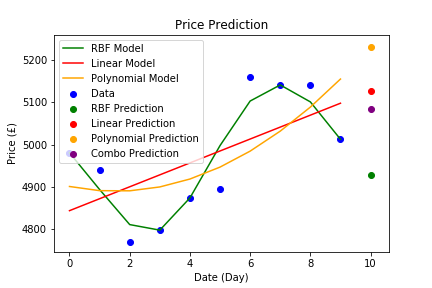 Price Prediction
RBF Model
Linear Model
Polynomial Model
Data
RBF Prediction
Linear Prediction
Polynomial Prediction
Combo Prediction
5200
5100
5000
4900
4800
Price (£)
0 2 4 6 8 10
Date (Day)